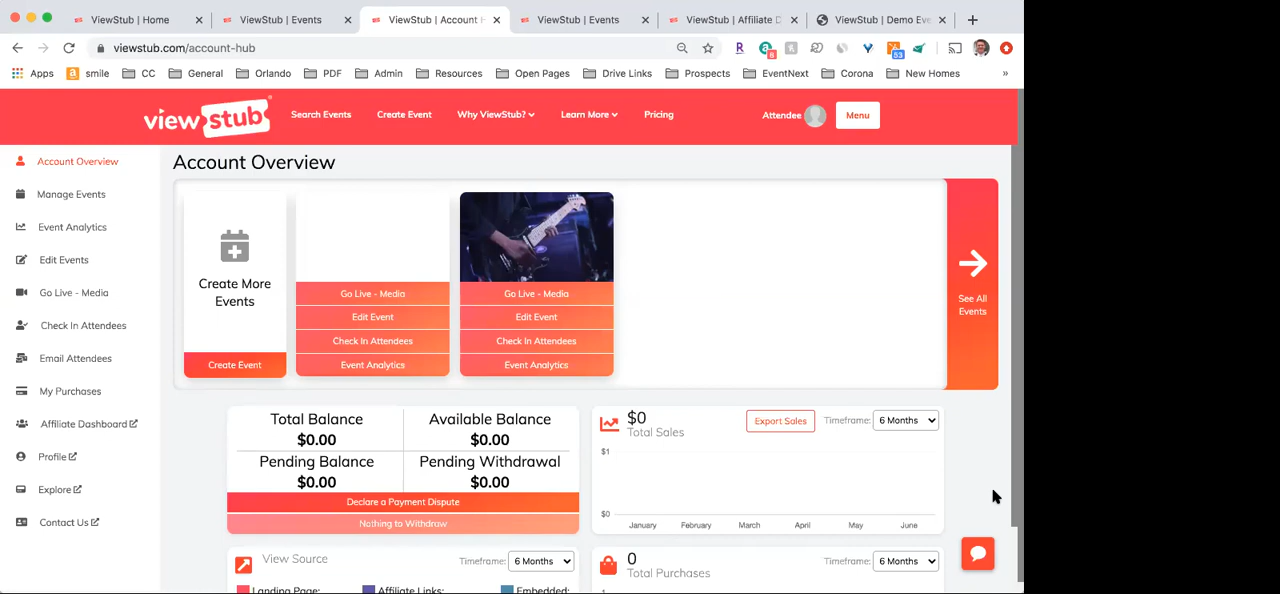 ViewStub | Home
ViewStub | Events
ViewStub | Account H
ViewStub | Events
ViewStub | Affiliate D
ViewStub | Demo Eve
viewstub.com/account-hub
Apps
smile
CC
General
Orlando
PDF
Admin
Resources
Open Pages
Drive Links
Prospects
EventNext
Corona
New Homes
»
view stub
Search Events
Create Event
Why ViewStub?
Learn More
Pricing
Attendee
Menu
Account Overview
Manage Events
Event Analytics
Edit Events
Go Live - Media
Check In Attendees
Email Attendees
My Purchases
Affiliate Dashboard
Profile
Explore
Contact Us
Account Overview
Create More
Events
Create Event
Go Live - Media
Edit Event
Check In Attendees
Event Analytics
Go Live - Media
Edit Event
Check In Attendees
Event Analytics
See All
Events
Total Balance
$0.00
Available Balance
$0.00
Pending Balance
$0.00
Pending Withdrawal
$0.00
Declare a Payment Dispute
Nothing to Withdraw
$0
Total Sales
Export Sales
Timeframe: 6 Months
$1
$0
January February March April May June
View Source
Timeframe: 6 Months
Landing Page: Affiliate Links: Embedded:
0
Total Purchases
Timeframe: 6 Months